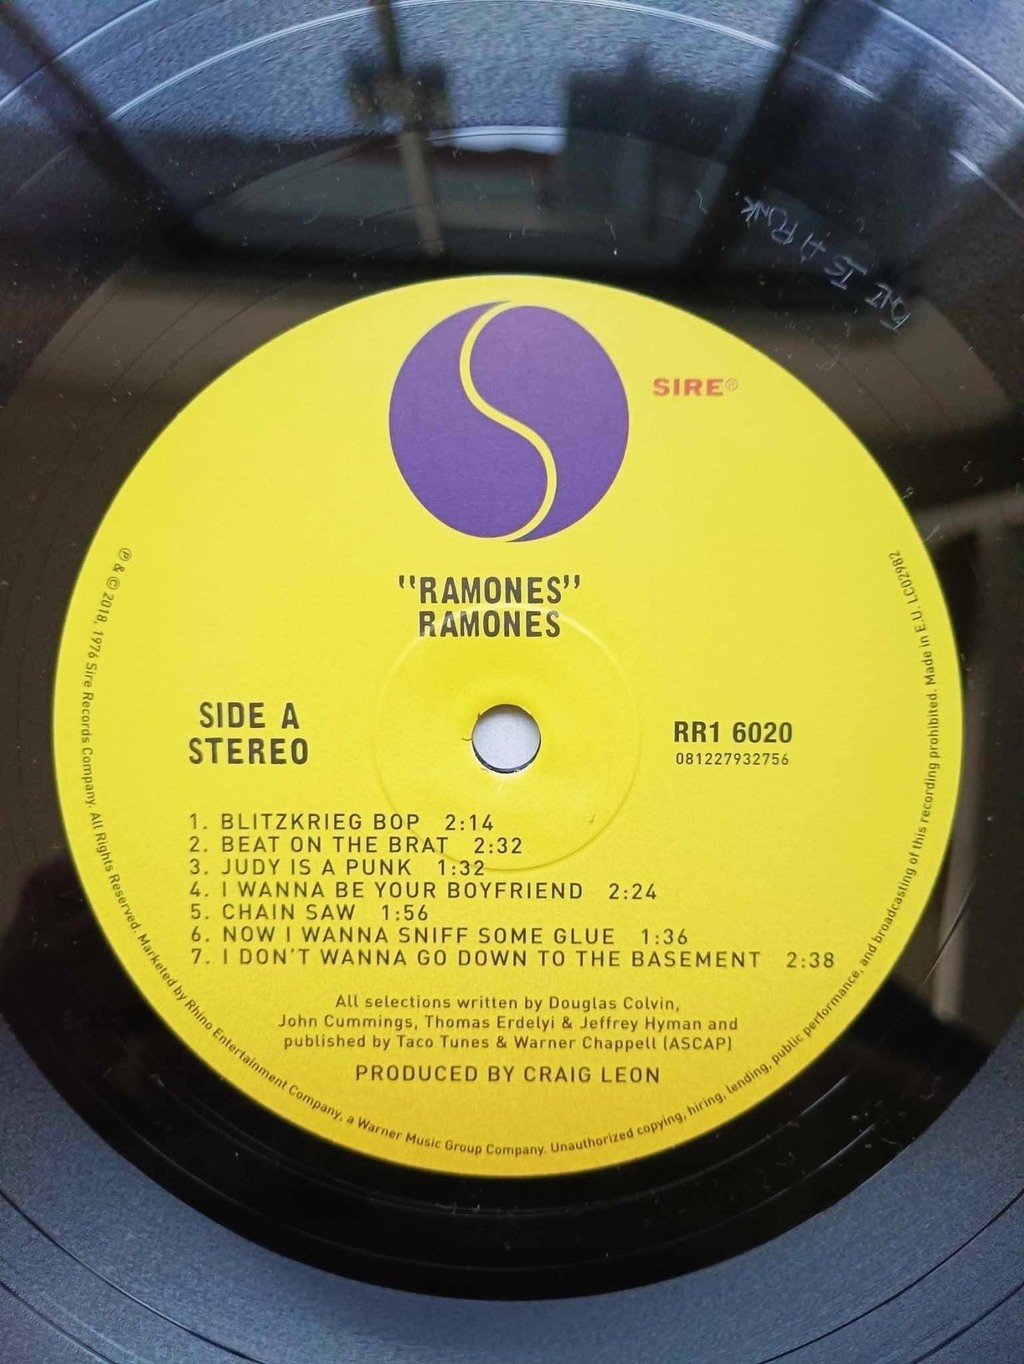 SIRE®
"RAMONES"
RAMONES
SIDE A
STEREO
RR1 6020
081227932756
1. BLITZKRIEG BOP 2:14
2. BEAT ON THE BRAT 2:32
3. JUDY IS A PUNK 1:32
4. I WANNA BE YOUR BOYFRIEND 2:24
5. CHAIN SAW 1:56
6. NOW I WANNA SNIFF SOME GLUE 1:36
7. I DON'T WANNA GO DOWN TO THE BASEMENT 2:38
All selections written by Douglas Colvin,
John Cummings, Thomas Erdelyi & Jeffrey Hyman and
published by Taco Tunes & Warner Chappell (ASCAP)
PRODUCED BY CRAIG LEON
℗ & © 2018, 1976 Sire Records Company. All Rights Reserved. Marketed by Rhino Entertainment Company, a Warner Music Group Company. Unauthorized copying, hiring, lending, public performance, and broadcasting of this recording prohibited. Made in E.U. LC02982
IS A PUNK